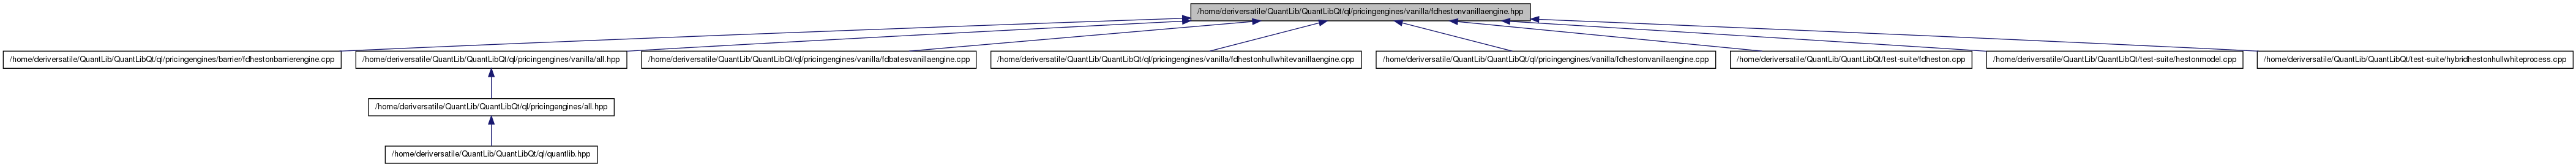 /home/deriversatile/QuantLib/QuantLibQt/ql/pricingengines/vanilla/fdhestonvanillaengine.hpp
/home/deriversatile/QuantLib/QuantLibQt/ql/pricingengines/barrier/fdhestonbarrierengine.cpp
/home/deriversatile/QuantLib/QuantLibQt/ql/pricingengines/vanilla/all.hpp
/home/deriversatile/QuantLib/QuantLibQt/ql/pricingengines/vanilla/fdbatesvanillaengine.cpp
/home/deriversatile/QuantLib/QuantLibQt/ql/pricingengines/vanilla/fdhestonhullwhitevanillaengine.cpp
/home/deriversatile/QuantLib/QuantLibQt/ql/pricingengines/vanilla/fdhestonvanillaengine.cpp
/home/deriversatile/QuantLib/QuantLibQt/test-suite/fdheston.cpp
/home/deriversatile/QuantLib/QuantLibQt/test-suite/hestonmodel.cpp
/home/deriversatile/QuantLib/QuantLibQt/test-suite/hybridhestonhullwhiteprocess.cpp
/home/deriversatile/QuantLib/QuantLibQt/ql/pricingengines/all.hpp
/home/deriversatile/QuantLib/QuantLibQt/ql/quantlib.hpp